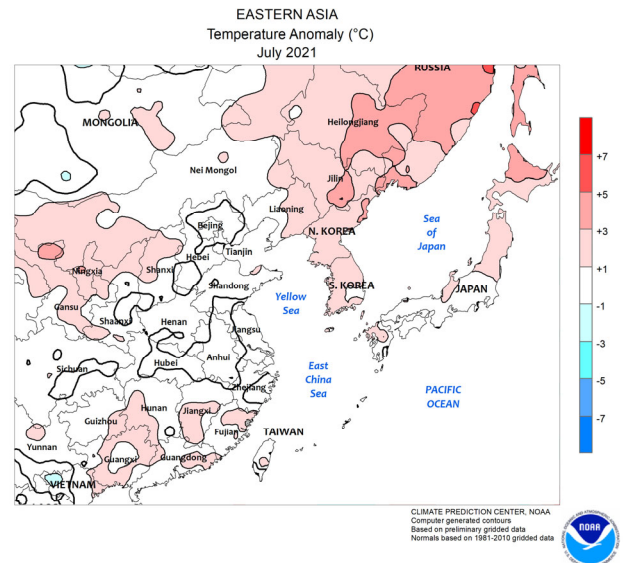 EASTERN ASIA
Temperature Anomaly (°C)
July 2021
RUSSIA
MONGOLIA
Heilongjiang
Nei Mongol
Jilin
Liaoning
Beijing
N. KOREA
Sea
of
Japan
Hebei
Tianjin
Ningxia
Shanxi
Shandong
S. KOREA
JAPAN
Gansu
Shaanxi
Henan
Yellow
Sea
Jiangsu
Sichuan
Hubei
Anhui
East
China
Sea
Zhejiang
PACIFIC
OCEAN
Hunan
Jiangxi
Guizhou
Fujian
TAIWAN
Yunnan
Guangxi
Guangdong
VIETNAM
+7
+5
+3
+1
-1
-3
-5
-7
CLIMATE PREDICTION CENTER, NOAA
Computer generated contours
Based on preliminary gridded data
Normals based on 1981-2010 gridded data
NOAA